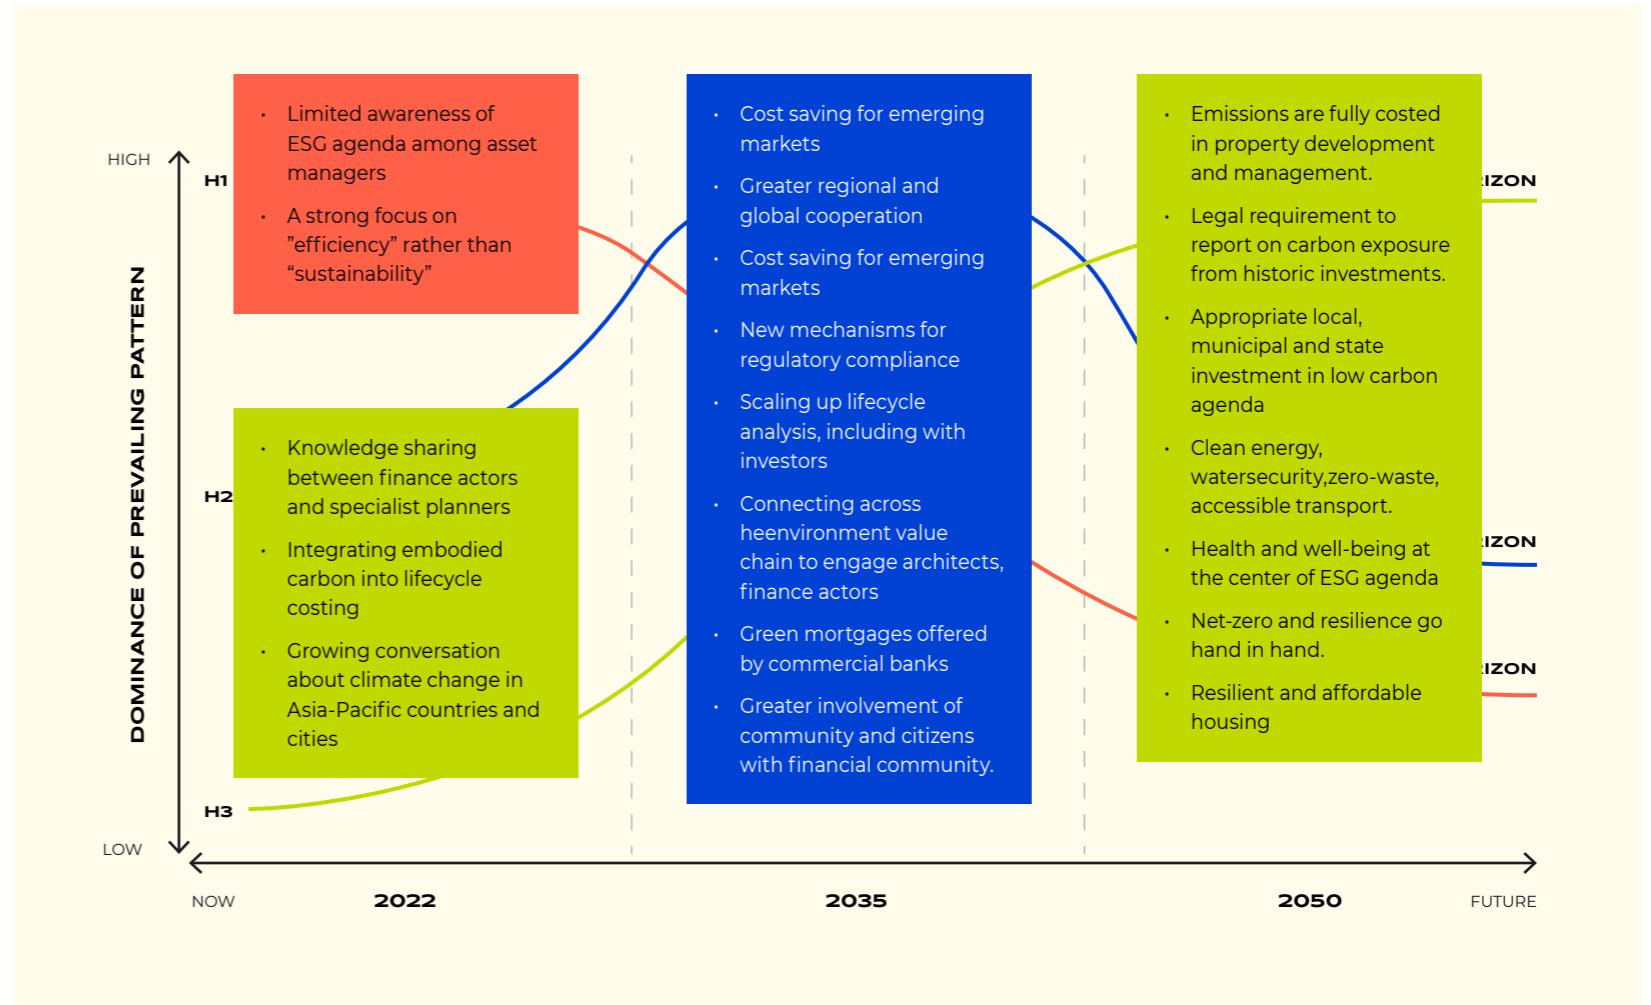 HIGH
DOMINANCE OF PREVAILING PATTERN
LOW
H1
H2
H3
• Limited awareness of
ESG agenda among asset
managers
• A strong focus on
”efficiency” rather than
“sustainability”
• Knowledge sharing
between finance actors
and specialist planners
• Integrating embodied
carbon into lifecycle
costing
• Growing conversation
about climate change in
Asia-Pacific countries and
cities
• Cost saving for emerging
markets
• Greater regional and
global cooperation
• Cost saving for emerging
markets
• New mechanisms for
regulatory compliance
• Scaling up lifecycle
analysis, including with
investors
• Connecting across
heenvironment value
chain to engage architects,
finance actors
• Green mortgages offered
by commercial banks
• Greater involvement of
community and citizens
with financial community.
• Emissions are fully costed
in property development
and management.
• Legal requirement to
report on carbon exposure
from historic investments.
• Appropriate local,
municipal and state
investment in low carbon
agenda
• Clean energy,
watersecurity,zero-waste,
accessible transport.
• Health and well-being at
the center of ESG agenda
• Net-zero and resilience go
hand in hand.
• Resilient and affordable
housing
IZON
IZON
IZON
NOW
2022
2035
2050
FUTURE